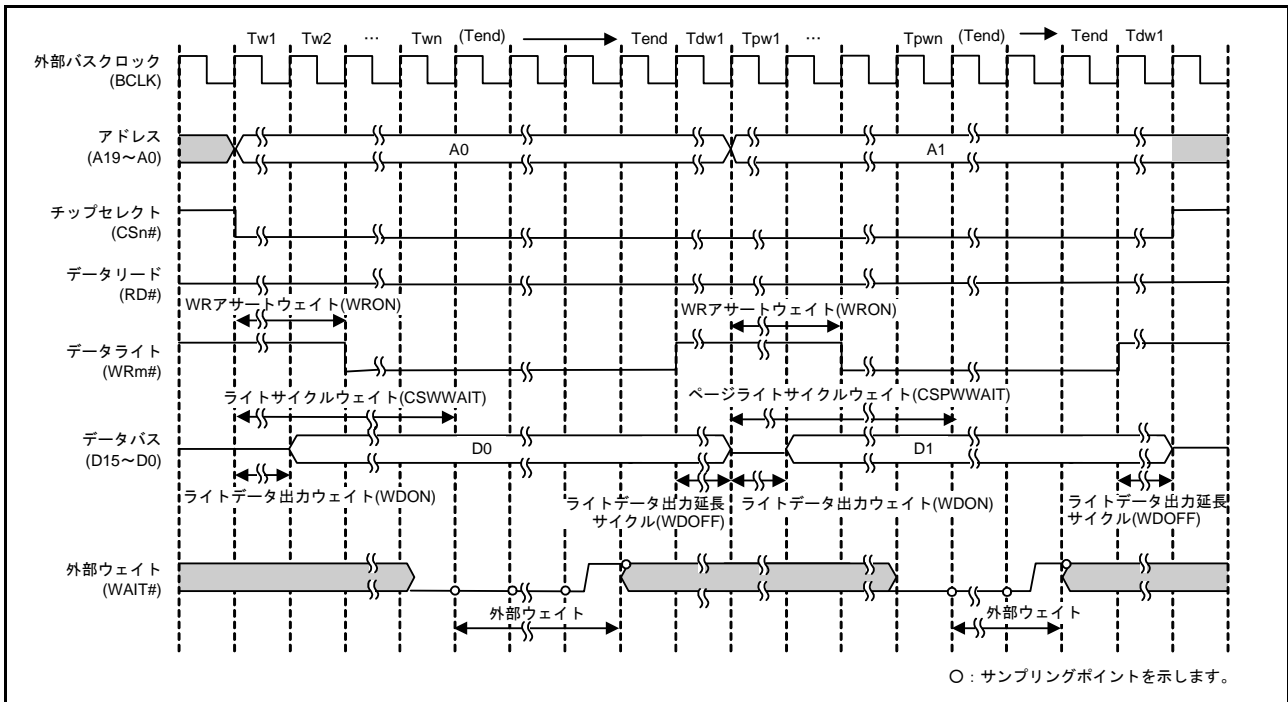 Tw1 Tw2 … Twn (Tend) Tend Tdw1 Tpw1 … Tpwn (Tend) Tend Tdw1
外部バスクロック
(BCLK)
アドレス
(A19~A0)
A0
A1
チップセレクト
(CSn#)
データリード
(RD#)
WRアサートウェイト(WRON)
WRアサートウェイト(WRON)
データライト
(WRm#)
ライトサイクルウェイト(CSWWAIT)
ページライトサイクルウェイト(CSPWWAIT)
データバス
(D15~D0)
D0
D1
ライトデータ出力ウェイト(WDON)
ライトデータ出力延長
サイクル(WDOFF)
ライトデータ出力ウェイト(WDON)
ライトデータ出力延長
サイクル(WDOFF)
外部ウェイト
(WAIT#)
外部ウェイト
外部ウェイト
○:サンプリングポイントを示します。